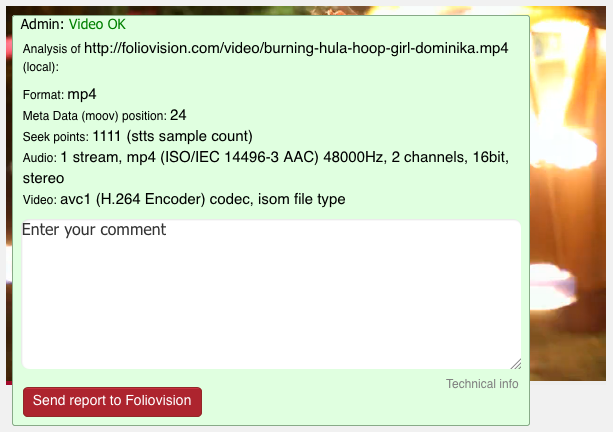 Admin: Video OK
Analysis of http://foliovision.com/video/burning-hula-hoop-girl-dominika.mp4
(local):
Format: mp4
Meta Data (moov) position: 24
Seek points: 1111 (stts sample count)
Audio: 1 stream, mp4 (ISO/IEC 14496-3 AAC) 48000Hz, 2 channels, 16bit,
stereo
Video: avc1 (H.264 Encoder) codec, isom file type
Enter your comment
Technical info
Send report to Foliovision